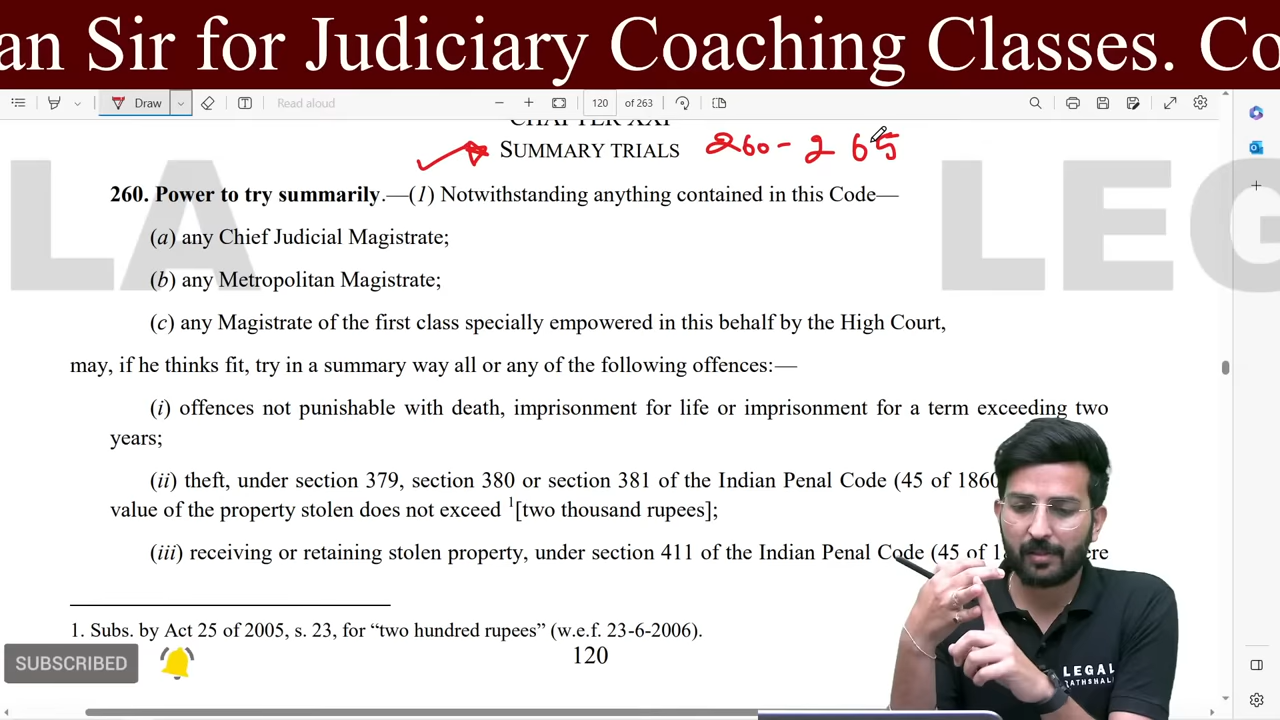 an Sir for Judiciary Coaching Classes. Co
Draw
Read aloud
120 of 263
CHAPTER XXI
SUMMARY TRIALS 260 - 265
260. Power to try summarily.—(1) Notwithstanding anything contained in this Code—
(a) any Chief Judicial Magistrate;
(b) any Metropolitan Magistrate;
(c) any Magistrate of the first class specially empowered in this behalf by the High Court,
may, if he thinks fit, try in a summary way all or any of the following offences:—
(i) offences not punishable with death, imprisonment for life or imprisonment for a term exceeding two
years;
(ii) theft, under section 379, section 380 or section 381 of the Indian Penal Code (45 of 1860
value of the property stolen does not exceed 1[two thousand rupees];
(iii) receiving or retaining stolen property, under section 411 of the Indian Penal Code (45 of
1. Subs. by Act 25 of 2005, s. 23, for “two hundred rupees” (w.e.f. 23-6-2006).
120
SUBSCRIBED
LEGAL
LA LEG